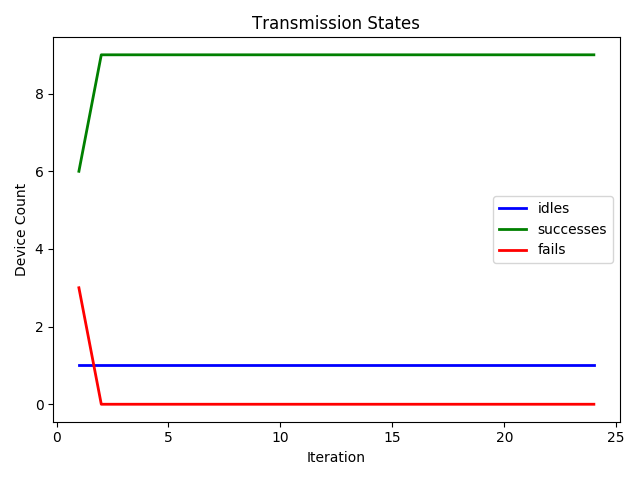 Transmission States
Device Count
8
6
4
2
0
idles
successes
fails
0 5 10 15 20 25
Iteration